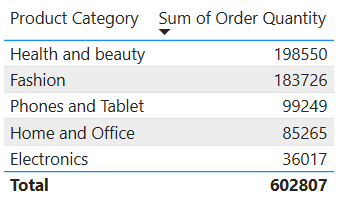 Product Category Sum of Order Quantity
Health and beauty 198550
Fashion 183726
Phones and Tablet 99249
Home and Office 85265
Electronics 36017
Total 602807